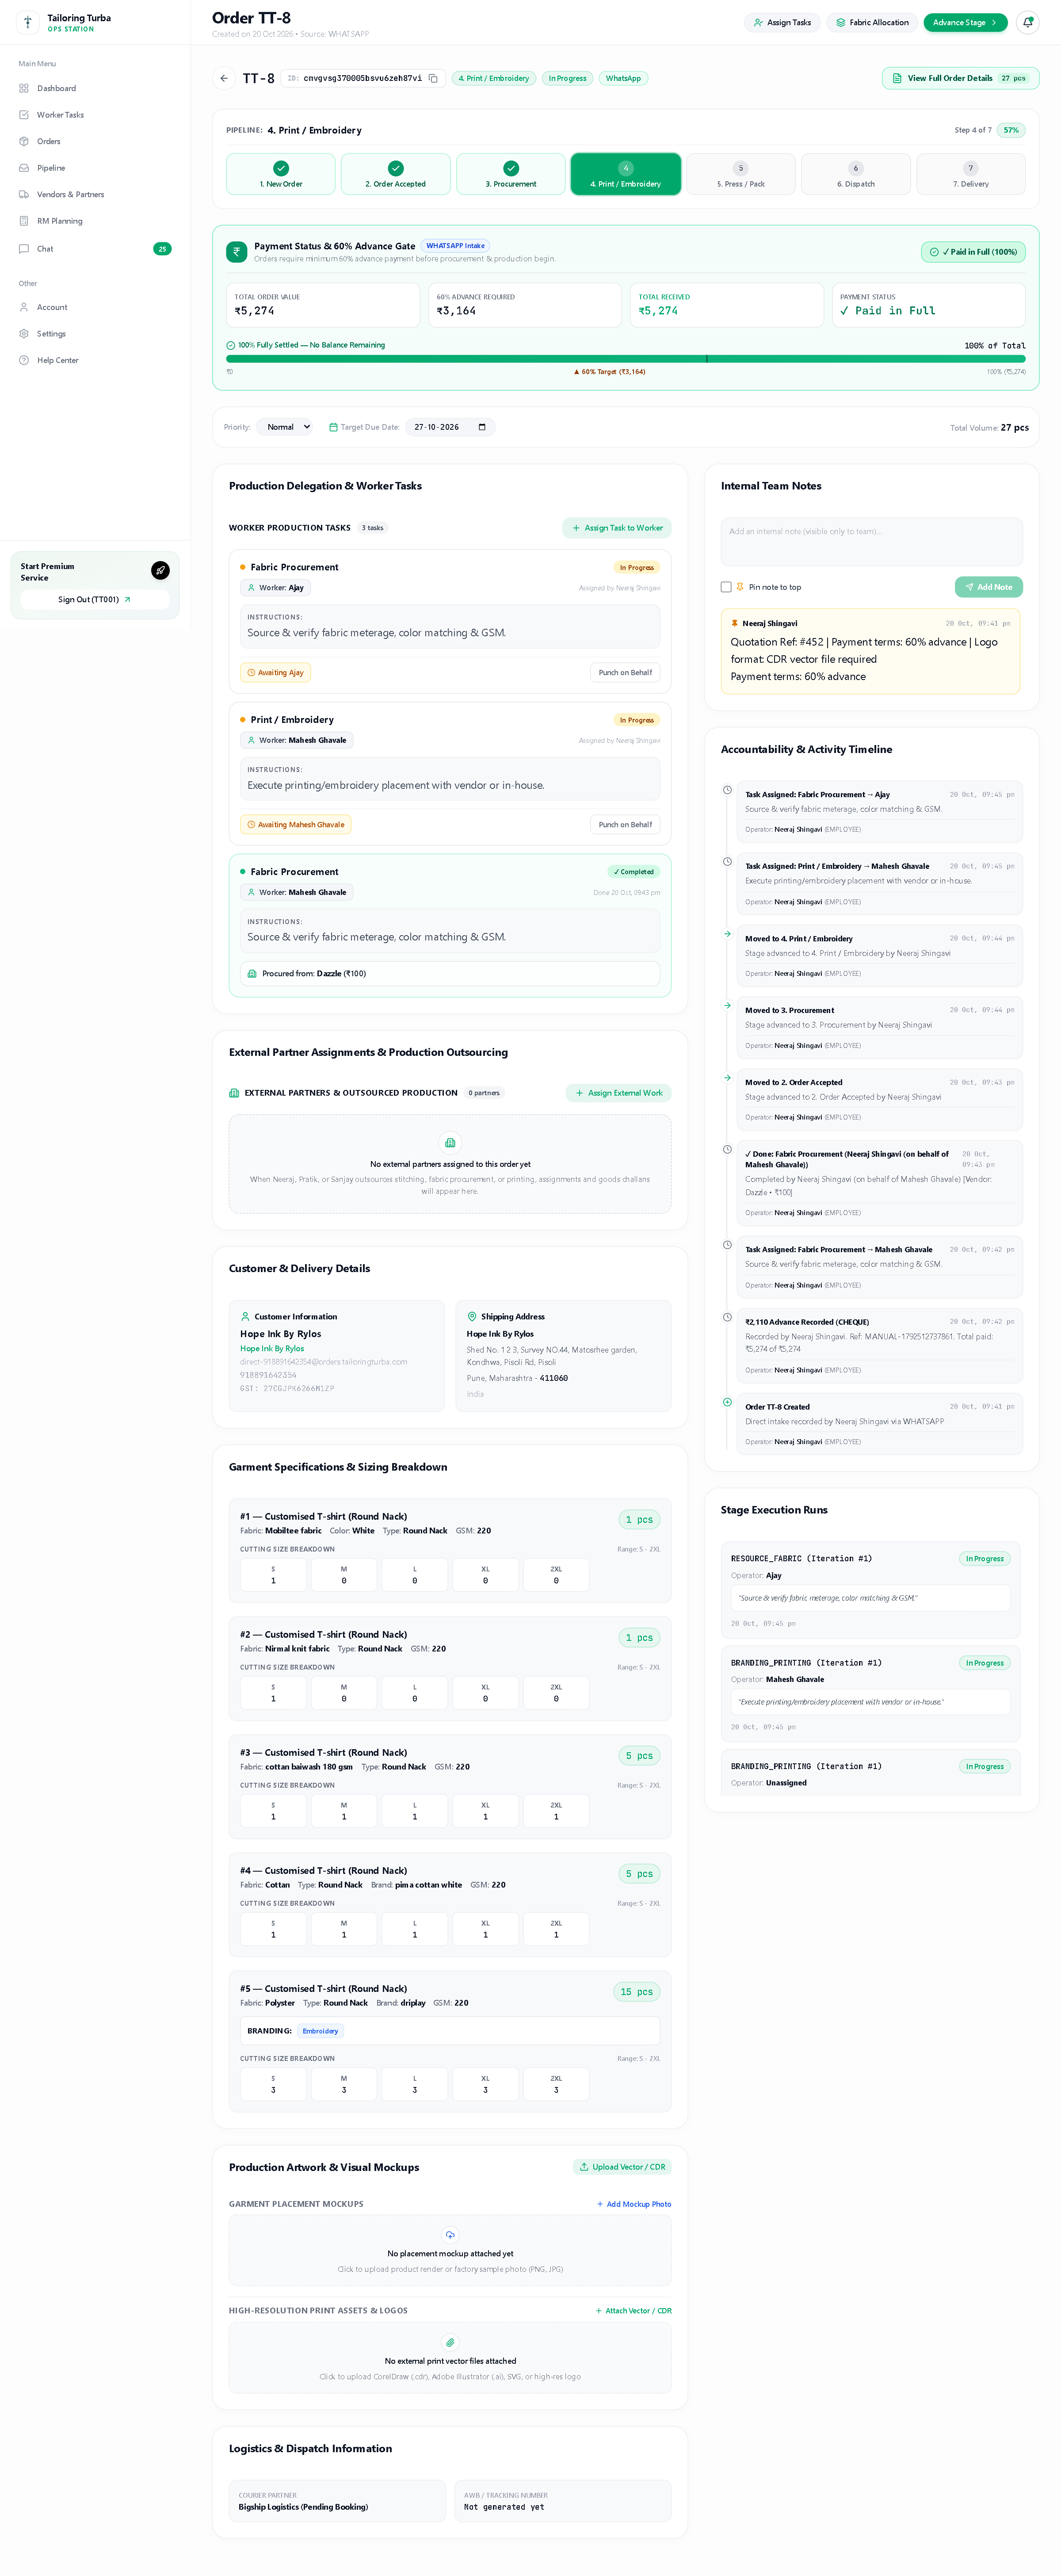 Tailoring Turba
OPS STATION
Main Menu
Dashboard
Worker Tasks
Orders
Pipeline
Vendors & Partners
RM Planning
Chat 25
Other
Account
Settings
Help Center
Start Premium
Service
Sign Out (TT001)
Order TT-8
Created on 20 Oct 2026 • Source: WHATSAPP
Assign Tasks
Fabric Allocation
Advance Stage
TT-8
ID: cmvgvsg370005bsvu6zeh87vi
4. Print / Embroidery
In Progress
WhatsApp
View Full Order Details 27 pcs
PIPELINE: 4. Print / Embroidery
Step 4 of 7 57%
1. New Order
2. Order Accepted
3. Procurement
4
4. Print / Embroidery
5
5. Press / Pack
6
6. Dispatch
7
7. Delivery
₹
Payment Status & 60% Advance Gate WHATSAPP Intake
Orders require minimum 60% advance payment before procurement & production begin.
✓ Paid in Full (100%)
TOTAL ORDER VALUE
₹5,274
60% ADVANCE REQUIRED
₹3,164
TOTAL RECEIVED
₹5,274
PAYMENT STATUS
✓ Paid in Full
100% Fully Settled — No Balance Remaining
100% of Total
₹0
▲ 60% Target (₹3,164)
100% (₹5,274)
Priority: Normal
Target Due Date: 27-10-2026
Total Volume: 27 pcs
Production Delegation & Worker Tasks
WORKER PRODUCTION TASKS 3 tasks
Assign Task to Worker
Fabric Procurement
In Progress
Worker: Ajay
Assigned by Neeraj Shingavi
INSTRUCTIONS:
Source & verify fabric meterage, color matching & GSM.
Awaiting Ajay
Punch on Behalf
Print / Embroidery
In Progress
Worker: Mahesh Ghavale
Assigned by Neeraj Shingavi
INSTRUCTIONS:
Execute printing/embroidery placement with vendor or in-house.
Awaiting Mahesh Ghavale
Punch on Behalf
Fabric Procurement
✓ Completed
Worker: Mahesh Ghavale
Done 20 Oct, 09:43 pm
INSTRUCTIONS:
Source & verify fabric meterage, color matching & GSM.
Procured from: Dazzle (₹100)
External Partner Assignments & Production Outsourcing
EXTERNAL PARTNERS & OUTSOURCED PRODUCTION 0 partners
Assign External Work
No external partners assigned to this order yet
When Neeraj, Pratik, or Sanjay outsources stitching, fabric procurement, or printing, assignments and goods challans
will appear here.
Customer & Delivery Details
Customer Information
Hope Ink By Rylos
Hope Ink By Rylos
direct-918891642354@orders.tailoringturba.com
918891642354
GST: 27CGJPK6266M1ZP
Shipping Address
Hope Ink By Rylos
Shed No. 1 2 3, Survey NO.44, Matosrhee garden,
Kondhwa, Pisoli Rd, Pisoli
Pune, Maharashtra - 411060
India
Garment Specifications & Sizing Breakdown
#1 — Customised T-shirt (Round Nack)
1 pcs
Fabric: Mobiltee fabric Color: White Type: Round Nack GSM: 220
CUTTING SIZE BREAKDOWN
Range: S - 2XL
S M L XL 2XL
1 0 0 0 0
#2 — Customised T-shirt (Round Nack)
1 pcs
Fabric: Nirmal knit fabric Type: Round Nack GSM: 220
CUTTING SIZE BREAKDOWN
Range: S - 2XL
S M L XL 2XL
1 0 0 0 0
#3 — Customised T-shirt (Round Nack)
5 pcs
Fabric: cottan baiwash 180 gsm Type: Round Nack GSM: 220
CUTTING SIZE BREAKDOWN
Range: S - 2XL
S M L XL 2XL
1 1 1 1 1
#4 — Customised T-shirt (Round Nack)
5 pcs
Fabric: Cottan Type: Round Nack Brand: pima cottan white GSM: 220
CUTTING SIZE BREAKDOWN
Range: S - 2XL
S M L XL 2XL
1 1 1 1 1
#5 — Customised T-shirt (Round Nack)
15 pcs
Fabric: Polyster Type: Round Nack Brand: driplay GSM: 220
BRANDING: Embroidery
CUTTING SIZE BREAKDOWN
Range: S - 2XL
S M L XL 2XL
3 3 3 3 3
Production Artwork & Visual Mockups
Upload Vector / CDR
GARMENT PLACEMENT MOCKUPS
Add Mockup Photo
No placement mockup attached yet
Click to upload product render or factory sample photo (PNG, JPG)
HIGH-RESOLUTION PRINT ASSETS & LOGOS
Attach Vector / CDR
No external print vector files attached
Click to upload CorelDraw (.cdr), Adobe Illustrator (.ai), SVG, or high-res logo
Logistics & Dispatch Information
COURIER PARTNER
Bigship Logistics (Pending Booking)
AWB / TRACKING NUMBER
Not generated yet
Internal Team Notes
Add an internal note (visible only to team)...
Pin note to top
Add Note
Neeraj Shingavi
20 Oct, 09:41 pm
Quotation Ref: #452 | Payment terms: 60% advance | Logo
format: CDR vector file required
Payment terms: 60% advance
Accountability & Activity Timeline
Task Assigned: Fabric Procurement → Ajay
20 Oct, 09:45 pm
Source & verify fabric meterage, color matching & GSM.
Operator: Neeraj Shingavi (EMPLOYEE)
Task Assigned: Print / Embroidery → Mahesh Ghavale
20 Oct, 09:45 pm
Execute printing/embroidery placement with vendor or in-house.
Operator: Neeraj Shingavi (EMPLOYEE)
Moved to 4. Print / Embroidery
20 Oct, 09:44 pm
Stage advanced to 4. Print / Embroidery by Neeraj Shingavi
Operator: Neeraj Shingavi (EMPLOYEE)
Moved to 3. Procurement
20 Oct, 09:44 pm
Stage advanced to 3. Procurement by Neeraj Shingavi
Operator: Neeraj Shingavi (EMPLOYEE)
Moved to 2. Order Accepted
20 Oct, 09:43 pm
Stage advanced to 2. Order Accepted by Neeraj Shingavi
Operator: Neeraj Shingavi (EMPLOYEE)
✓ Done: Fabric Procurement (Neeraj Shingavi (on behalf of
Mahesh Ghavale))
20 Oct,
09:43 pm
Completed by Neeraj Shingavi (on behalf of Mahesh Ghavale) [Vendor:
Dazzle • ₹100]
Operator: Neeraj Shingavi (EMPLOYEE)
Task Assigned: Fabric Procurement → Mahesh Ghavale
20 Oct, 09:42 pm
Source & verify fabric meterage, color matching & GSM.
Operator: Neeraj Shingavi (EMPLOYEE)
₹2,110 Advance Recorded (CHEQUE)
20 Oct, 09:42 pm
Recorded by Neeraj Shingavi. Ref: MANUAL-1792512737861. Total paid:
₹5,274 of ₹5,274
Operator: Neeraj Shingavi (EMPLOYEE)
Order TT-8 Created
20 Oct, 09:41 pm
Direct intake recorded by Neeraj Shingavi via WHATSAPP
Operator: Neeraj Shingavi (EMPLOYEE)
Stage Execution Runs
RESOURCE_FABRIC (Iteration #1)
In Progress
Operator: Ajay
"Source & verify fabric meterage, color matching & GSM."
20 Oct, 09:45 pm
BRANDING_PRINTING (Iteration #1)
In Progress
Operator: Mahesh Ghavale
"Execute printing/embroidery placement with vendor or in-house."
20 Oct, 09:45 pm
BRANDING_PRINTING (Iteration #1)
In Progress
Operator: Unassigned